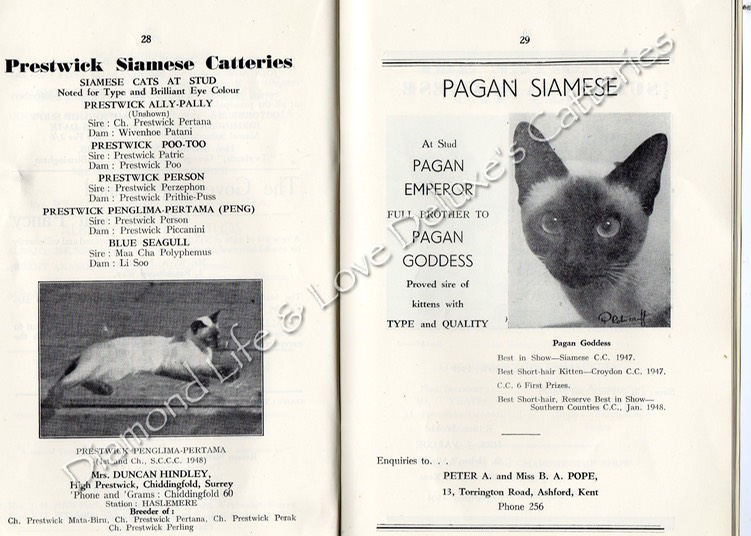 28
Prestwick Siamese Catteries
SIAMESE CATS AT STUD
Noted for Type and Brilliant Eye Colour
PRESTWICK ALLY-PALLY
(Unshown)
Sire : Ch. Prestwick Pertana
Dam : Wivenhoe Patani
PRESTWICK POO-TOO
Sire : Prestwick Patric
Dam : Prestwick Poo
PRESTWICK PERSON
Sire : Prestwick Perzephon
Dam : Prestwick Prithie-Puss
PRESTWICK PENGLIMA-PERTAMA (PENG)
Sire : Prestwick Person
Dam : Prestwick Piccanini
BLUE SEAGULL
Sire : Maa Cha Polyphemus
Dam : Li Soo
PRESTWICK PENGLIMA-PERTAMA
and Ch., S.C.C.C. 1948)
Mrs. DUNCAN HINDLEY,
High Prestwick, Chiddingfold, Surrey
'Phone and 'Grams : Chiddingfold 60
Station : HASLEMERE
Breeder of :
Ch. Prestwick Mata-Biru, Ch. Prestwick Pertana, Ch. Prestwick Perak
Ch. Prestwick Perling
29
PAGAN SIAMESE
At Stud
PAGAN
EMPEROR
FULL BROTHER TO
PAGAN
GODDESS
Proved sire of
kittens with
TYPE and QUALITY
Pagan Goddess
Best in Show—Siamese C.C. 1947.
Best Short-hair Kitten—Croydon C.C. 1947.
C.C. 6 First Prizes.
Best Short-hair, Reserve Best in Show—
Southern Counties C.C., Jan. 1948.
Enquiries to. . .
PETER A. and Miss B. A. POPE,
13, Torrington Road, Ashford, Kent
Phone 256
Diamond Life & Love Deluxe's Catteries